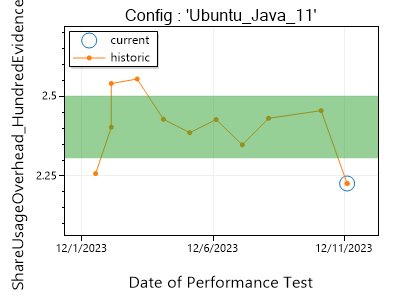 Config : 'Ubuntu_Java_11'
current
historic
ShareUsageOverhead_HundredEvidence
2.5
2.25
12/1/2023
12/6/2023
12/11/2023
Date of Performance Test